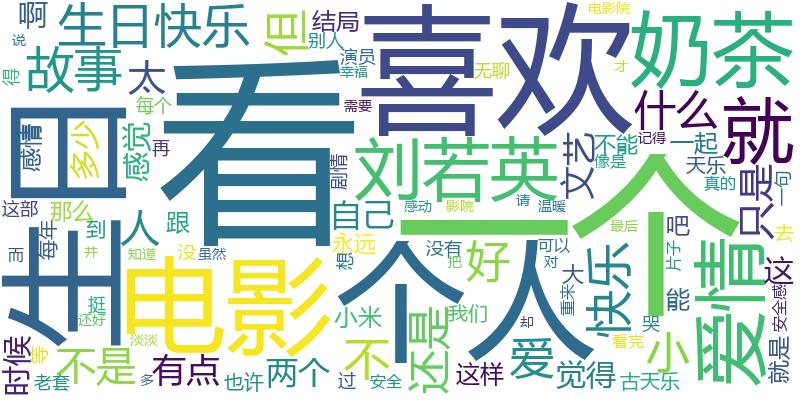 啊
结局
电影院
说
生日快乐
但
别人
喜欢
奶茶
得
故事
太
演员
无聊
才
幸福
什么
就
每个
需要
生日
看
感情
多少
感觉
再
剧情
刘若英
文艺
不能
记得
一起
像是
天乐
只是
真的
一句
一个
这部
那么
到
人
跟
自己
感动
影院
请
温暖
最后
吧
去
而
每年
并
知道
没
虽然
永远
想
没有
把
好
可以
对
快乐
大
片子
爱情
这
电影
个人
重来
能
安全感
挺
还好
小米
还是
我们
却
哭
时候
等
不是
淡淡
有点
两个
不
爱
看完
小
就是
老套
多
也许
过
安全
这样
觉得
古天乐